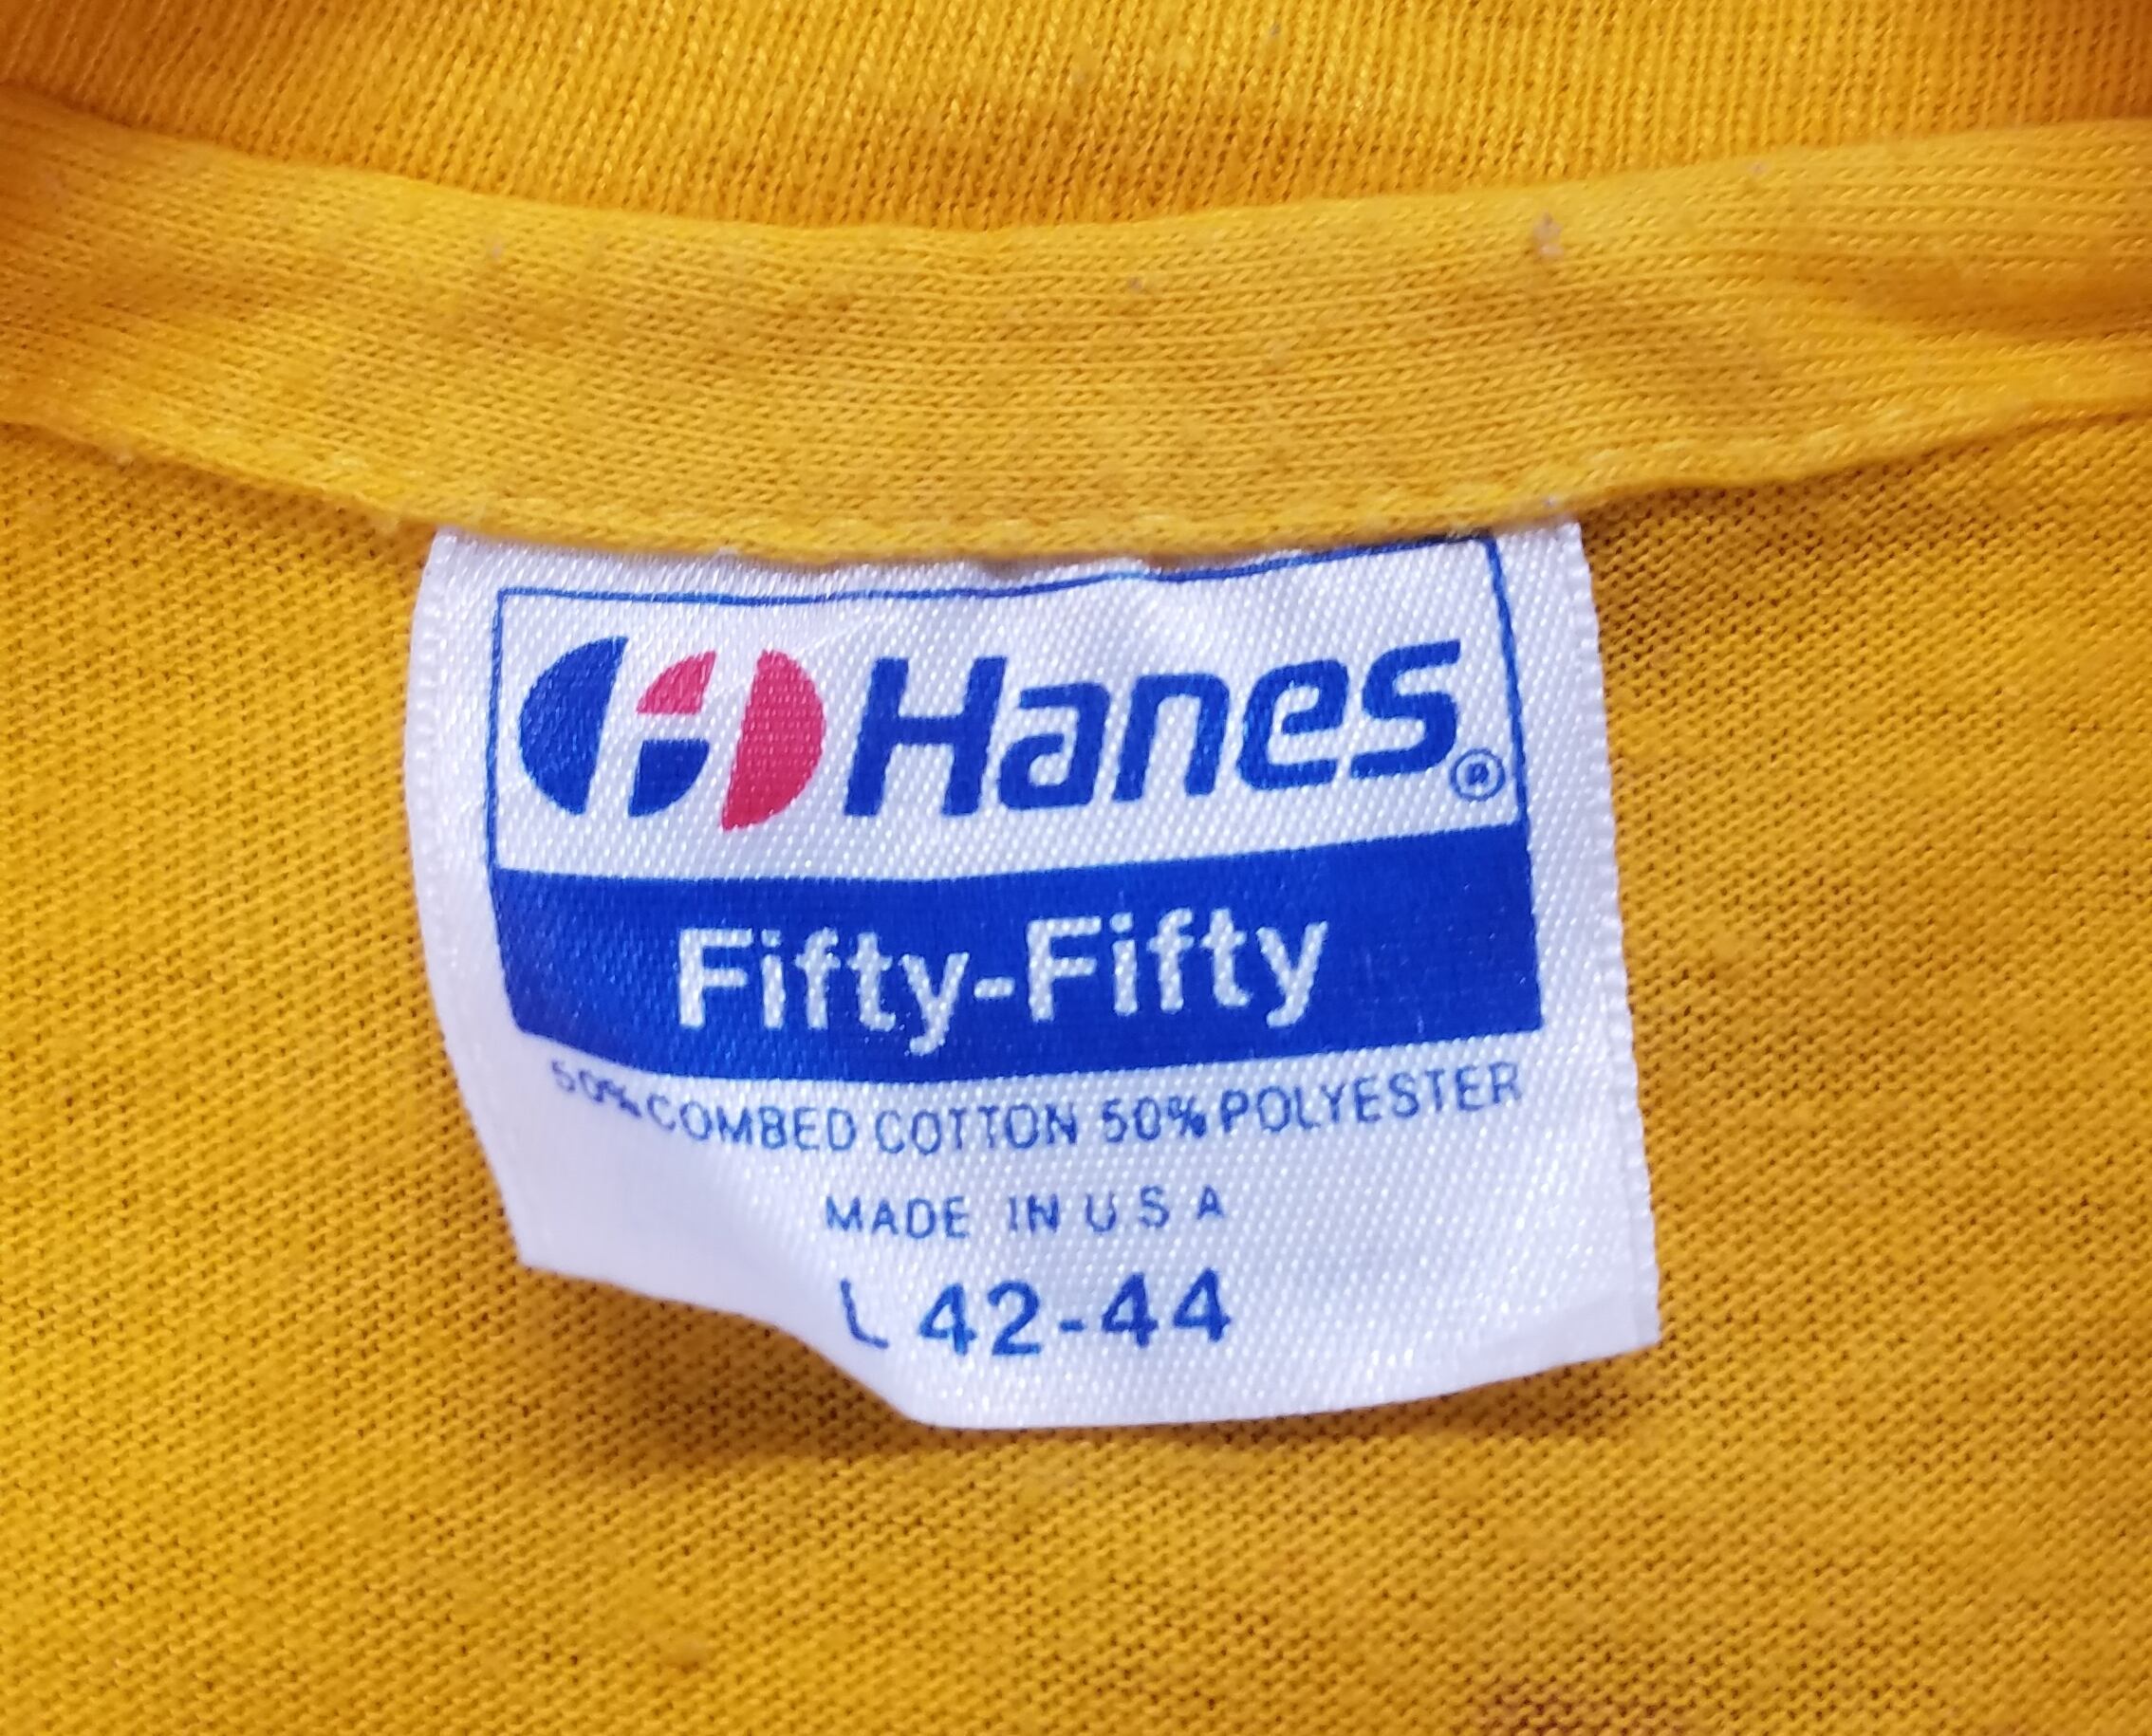 Hanes®
Fifty-Fifty
50% COMBED COTTON 50% POLYESTER
MADE IN U S A
L 42-44